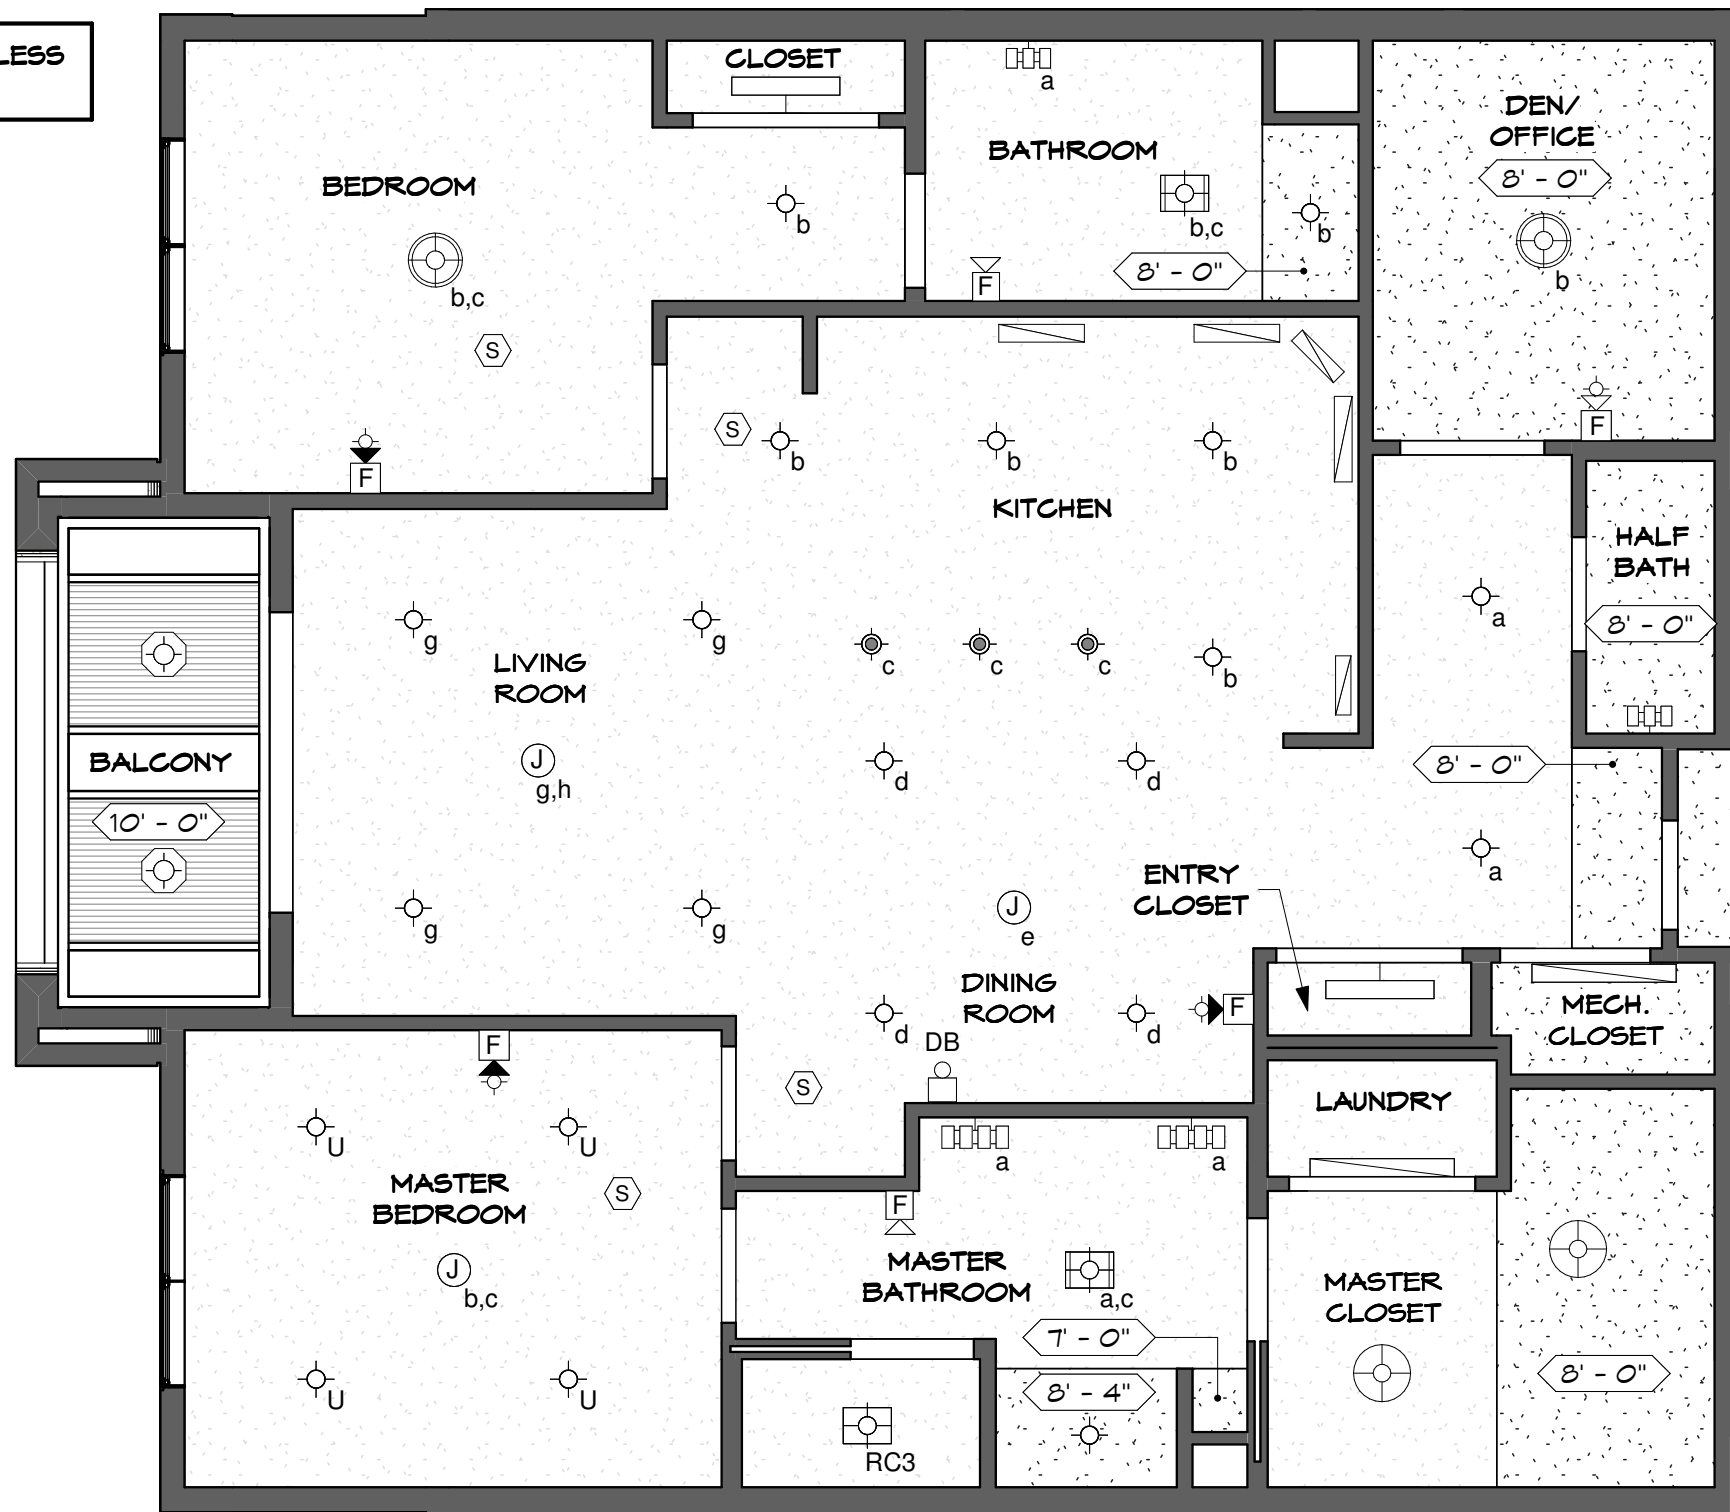 LESS
CLOSET
a
BATHROOM
DEN/
OFFICE
8' - 0"
BEDROOM
b
b,c
b
b
8' - 0"
F
b,c
S
F
F
S
b
b
b
KITCHEN
HALF
BATH
8' - 0"
a
g
g
c
c
c
b
LIVING
ROOM
J
g,h
BALCONY
10' - 0"
d
d
8' - 0"
a
ENTRY
CLOSET
g
g
J
e
DINING
ROOM
F
MECH.
CLOSET
d
d
DB
F
S
LAUNDRY
U
U
a
a
MASTER
BEDROOM
S
F
J
b,c
MASTER
BATHROOM
a,c
MASTER
CLOSET
7' - 0"
8' - 4"
8' - 0"
U
U
RC3